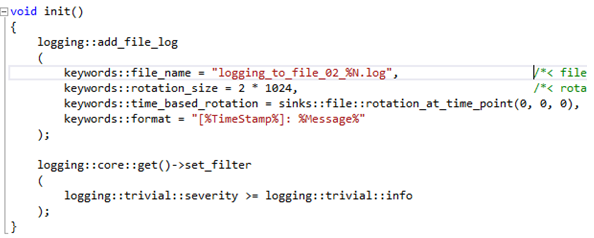 void init()
{
    logging::add_file_log
    (
        keywords::file_name = "logging_to_file_02_%N.log",                  /*< file
        keywords::rotation_size = 2 * 1024,                                 /*< rota
        keywords::time_based_rotation = sinks::file::rotation_at_time_point(0, 0, 0),
        keywords::format = "[%TimeStamp%]: %Message%"
    );
    logging::core::get()->set_filter
    (
        logging::trivial::severity >= logging::trivial::info
    );
}